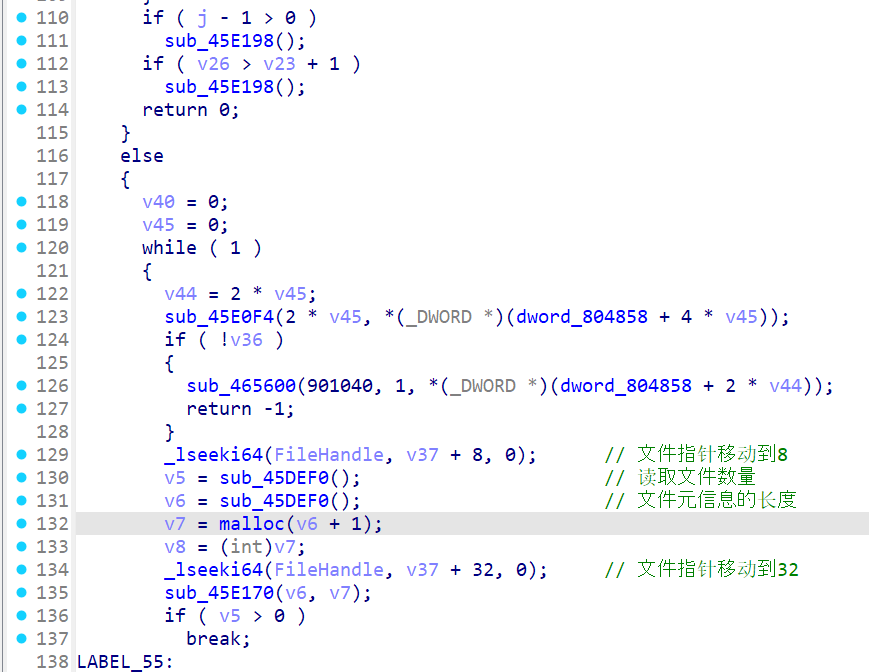 110 if ( j - 1 > 0 )
111 sub_45E198();
112 if ( v26 > v23 + 1 )
113 sub_45E198();
114 return 0;
115 }
116 else
117 {
118 v40 = 0;
119 v45 = 0;
120 while ( 1 )
121 {
122 v44 = 2 * v45;
123 sub_45E0F4(2 * v45, *(_DWORD *)(dword_804858 + 4 * v45));
124 if ( !v36 )
125 {
126 sub_465600(901040, 1, *(_DWORD *)(dword_804858 + 2 * v44));
127 return -1;
128 }
129 _lseeki64(FileHandle, v37 + 8, 0); // 文件指针移动到8
130 v5 = sub_45DEF0(); // 读取文件数量
131 v6 = sub_45DEF0(); // 文件元信息的长度
132 v7 = malloc(v6 + 1);
133 v8 = (int)v7;
134 _lseeki64(FileHandle, v37 + 32, 0); // 文件指针移动到32
135 sub_45E170(v6, v7);
136 if ( v5 > 0 )
137 break;
138 LABEL_55: